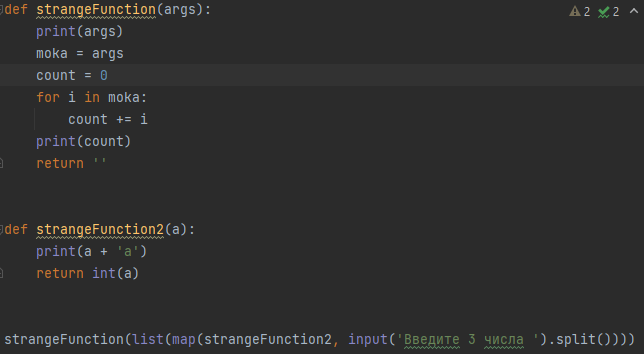 def strangeFunction(args):
2 2
    print(args)
    moka = args
    count = 0
    for i in moka:
        count += i
    print(count)
    return ''
def strangeFunction2(a):
    print(a + 'a')
    return int(a)
strangeFunction(list(map(strangeFunction2, input('Введите 3 числа ').split())))